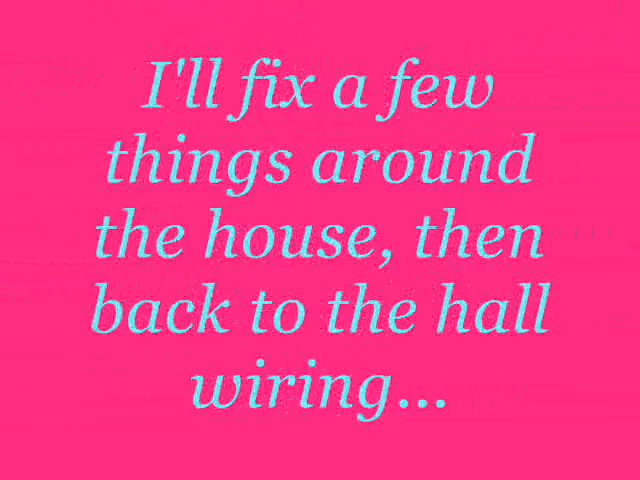 I'll fix a few
things around
the house, then
back to the hall
wiring...